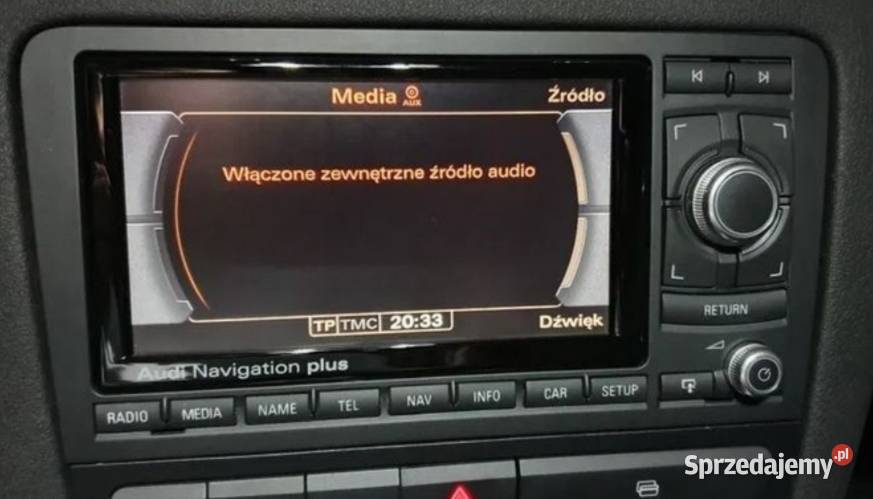 Media AUX
Źródło
Włączone zewnętrzne źródło audio
TP TMC 20:33
Dźwięk
Audi Navigation plus
RETURN
RADIO MEDIA NAME TEL NAV INFO CAR SETUP
Sprzedajemy.pl